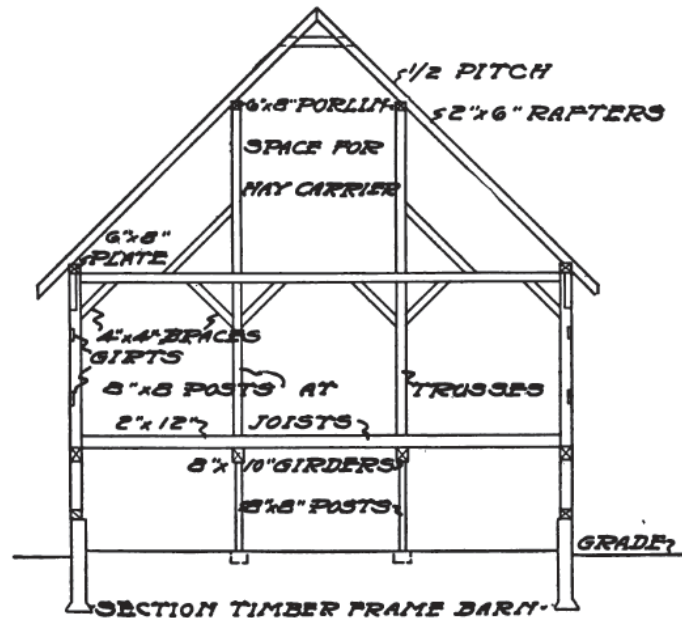 1/2 PITCH
6"x8" PORLIN
2"x6" RAFTERS
SPACE FOR
HAY CARRIER
6"x8"
PLATE
4"x4" BRACES
GIRTS
8"x8 POSTS AT TRUSSES
2"x12" JOISTS
8"x10" GIRDERS
8"x8" POSTS
GRADE
SECTION TIMBER FRAME BARN